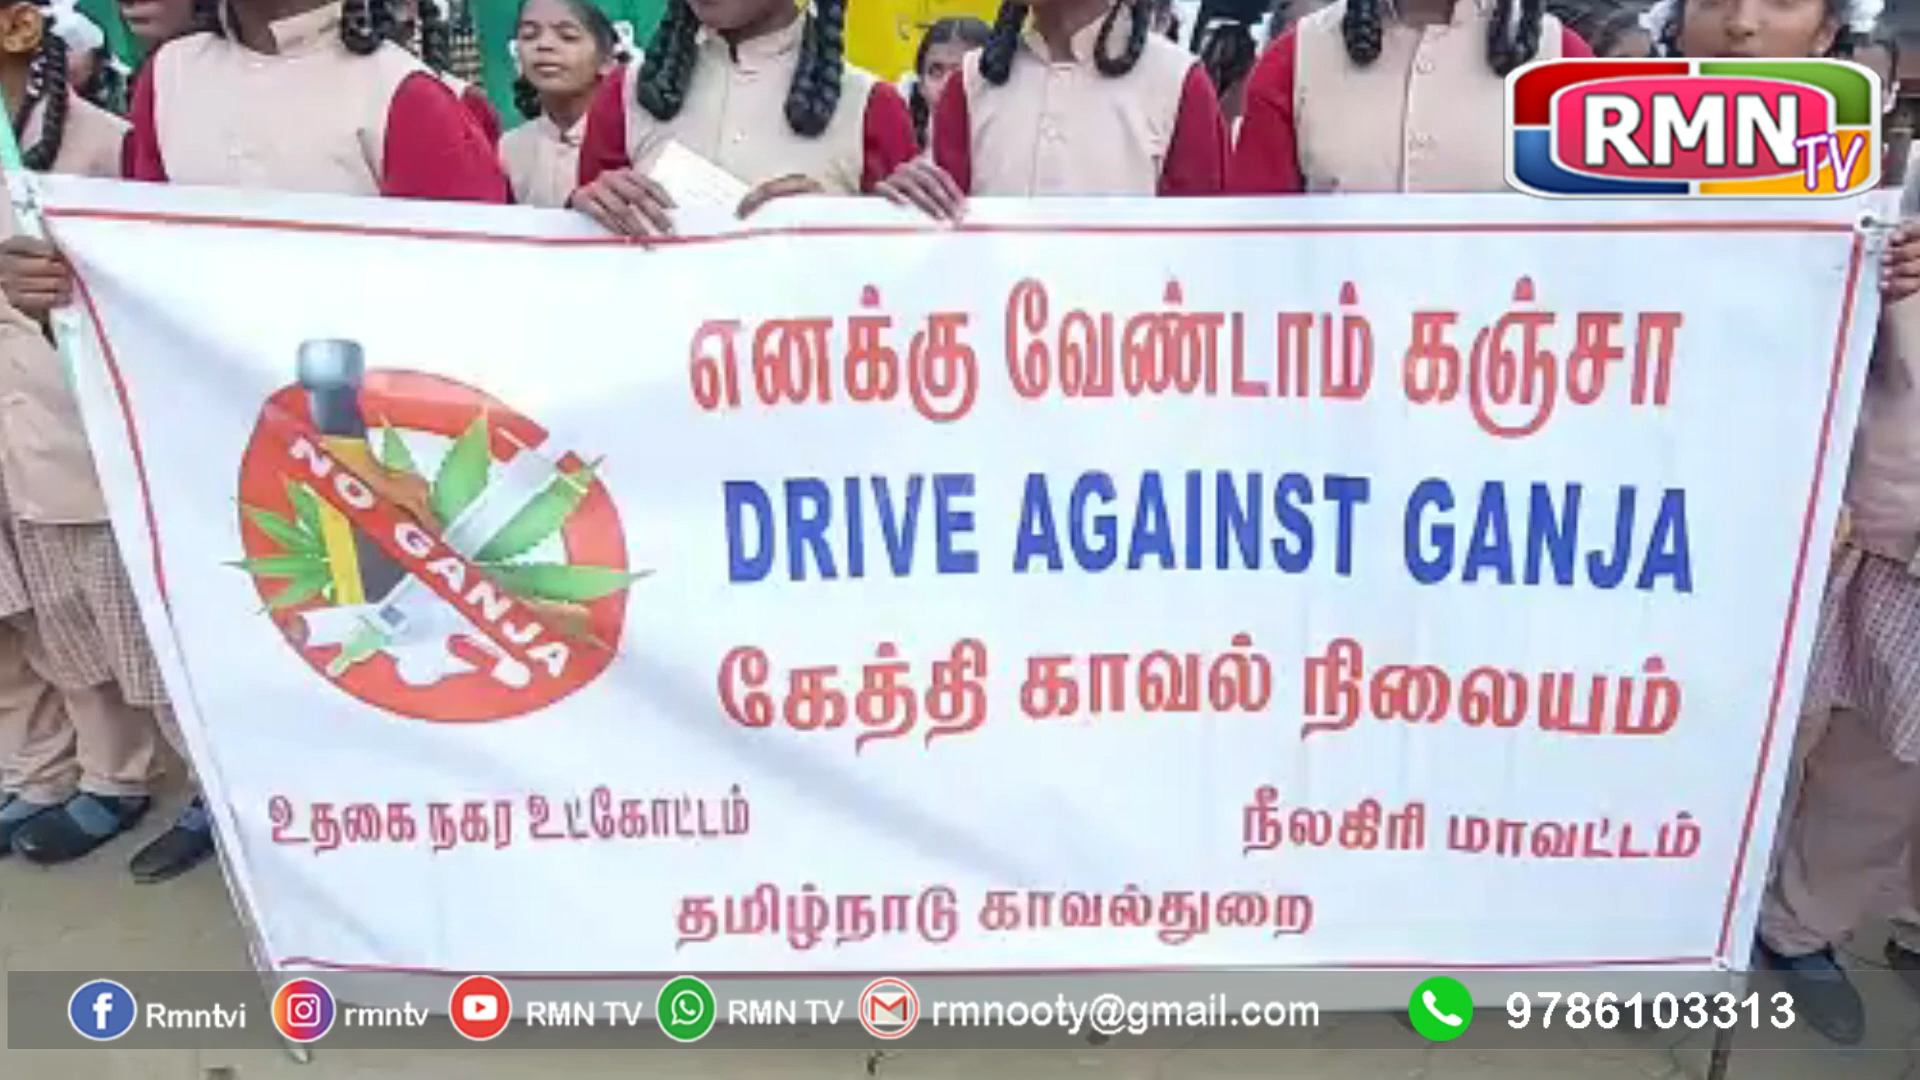 RMN
TV
எனக்கு வேண்டாம் கஞ்சா
NO GANJA
DRIVE AGAINST GANJA
கேத்தி காவல் நிலையம்
உதகை நகர உட்கோட்டம்
நீலகிரி மாவட்டம்
தமிழ்நாடு காவல்துறை
Rmntvi rmntv RMN TV RMN TV rmnooty@gmail.com 9786103313